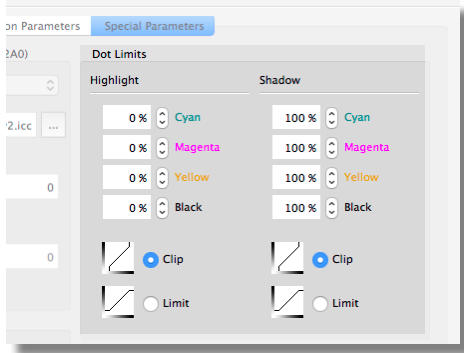 on Parameters Special Parameters
2A0) Dot Limits
Highlight Shadow
0 % Cyan 100 % Cyan
2.icc ... 0 % Magenta 100 % Magenta
0 0 % Yellow 100 % Yellow
0 % Black 100 % Black
0 Clip Clip
Limit Limit